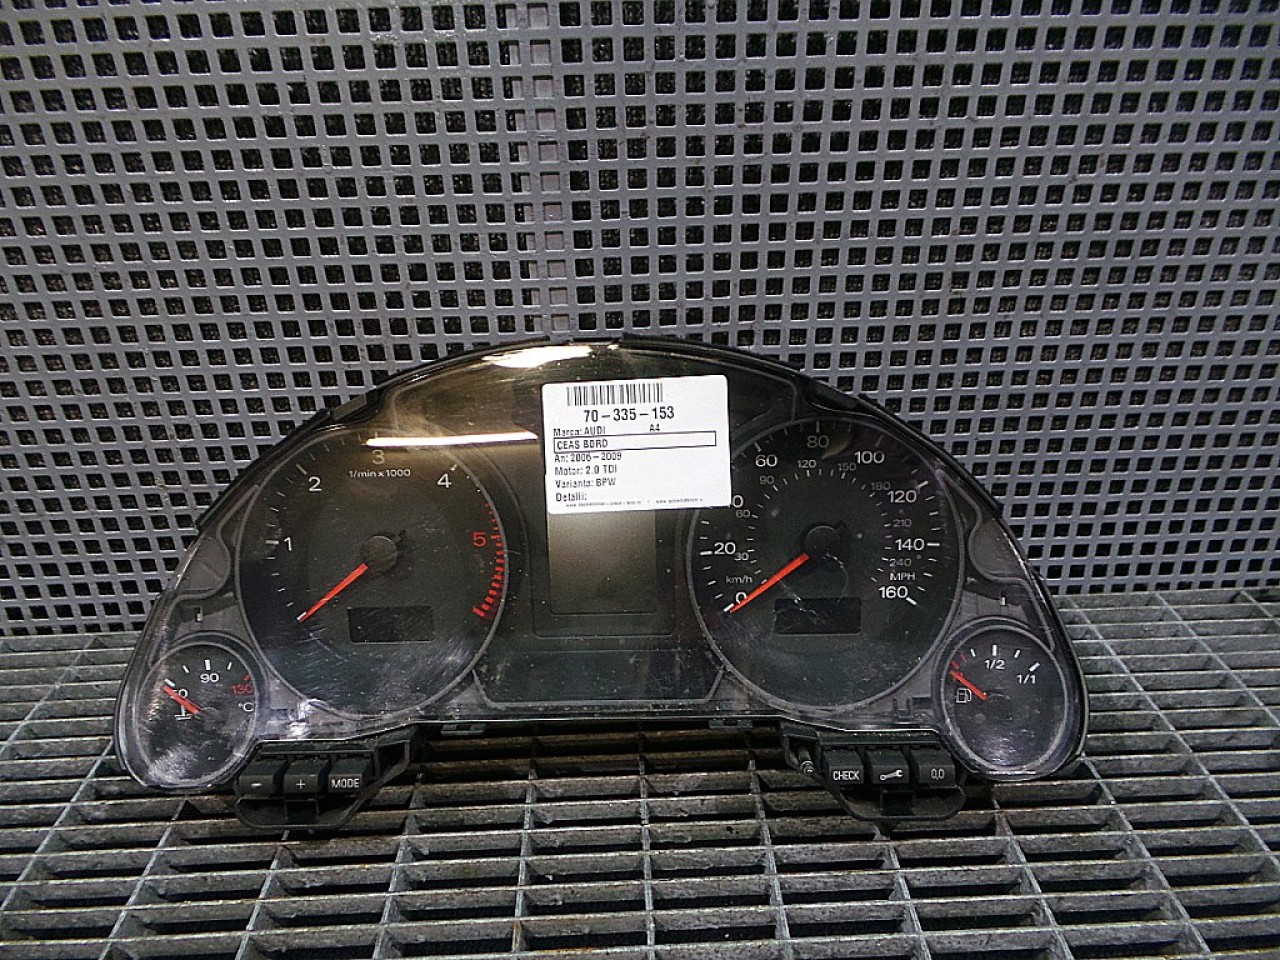 70-335-153
Marca: AUDI A4
CEAS BORD
An: 2006-2009
Motor: 2.0 TDI
Varianta: BPW
Detalii:
1 2 3 4 5
1/min x 1000
20 60 80 100 120 140 160
0 30 60 90 120 150 180 210 240
km/h
MPH
90 130
°C
1/2 1/1
- + MODE
CHECK 0.0